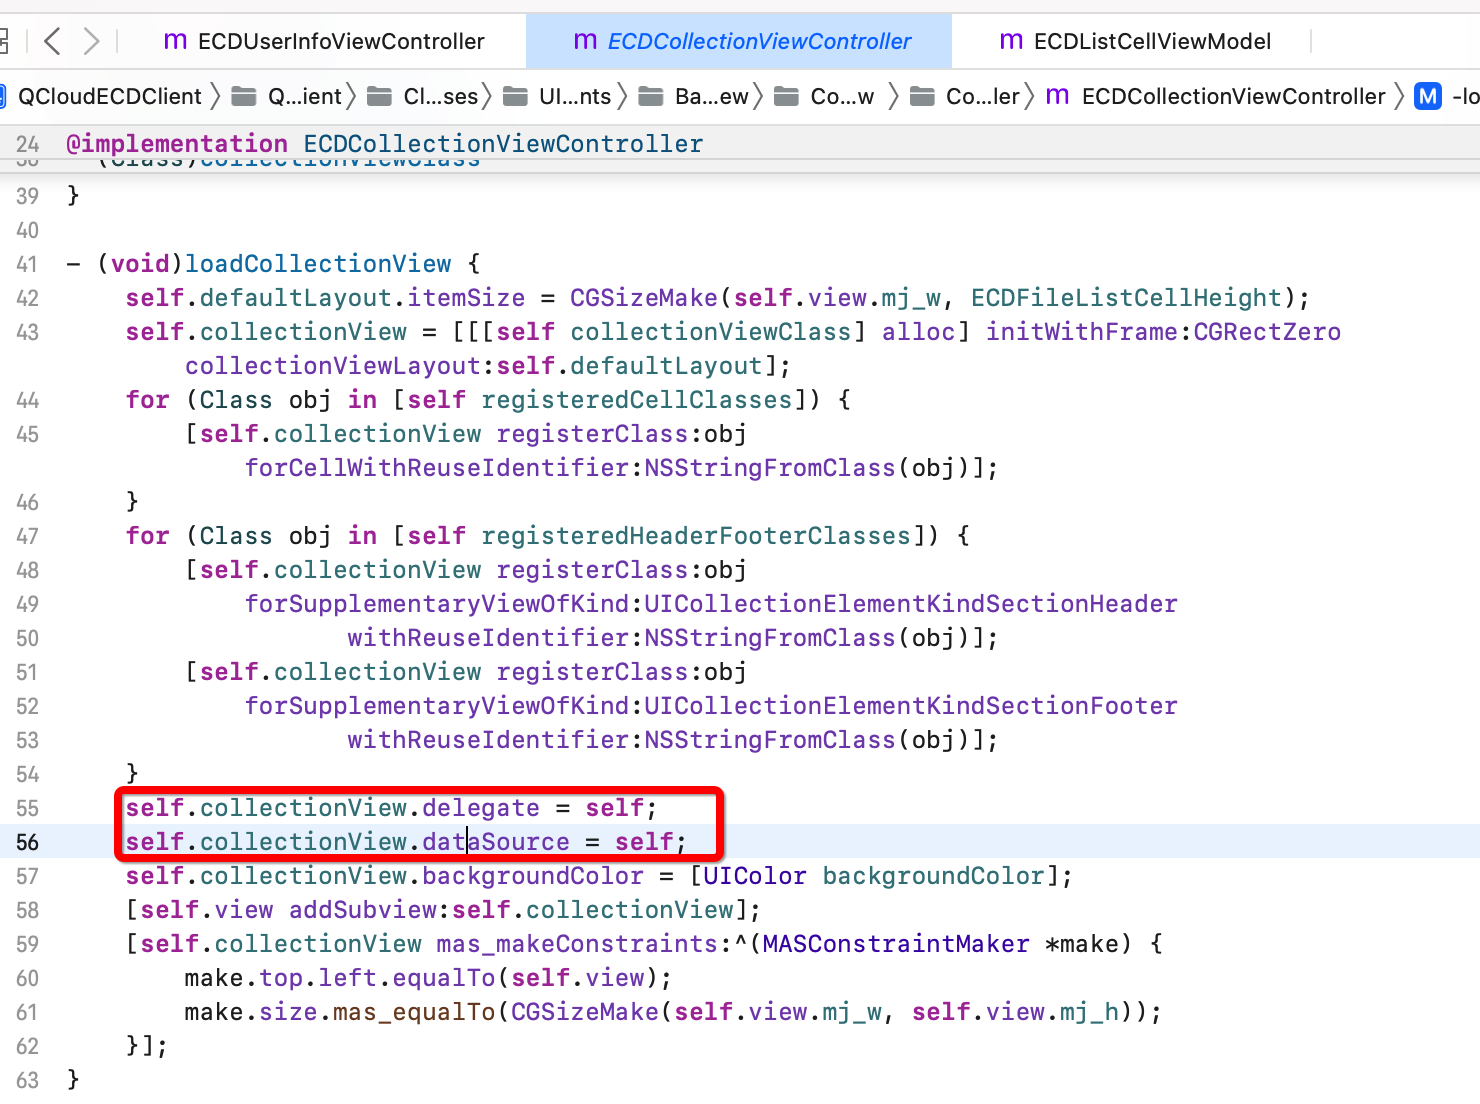 m ECDUserInfoViewController m ECDCollectionViewController m ECDListCellViewModel
QCloudECDClient Q...ient Cl...ses UI...nts Ba...ew Co...w Co...ler m ECDCollectionViewController M -lo
24 @implementation ECDCollectionViewController
38 - (Class)collectionViewClass
39 }
40
41 - (void)loadCollectionView {
42 self.defaultLayout.itemSize = CGSizeMake(self.view.mj_w, ECDFileListCellHeight);
43 self.collectionView = [[[self collectionViewClass] alloc] initWithFrame:CGRectZero
collectionViewLayout:self.defaultLayout];
44 for (Class obj in [self registeredCellClasses]) {
45 [self.collectionView registerClass:obj
forCellWithReuseIdentifier:NSStringFromClass(obj)];
46 }
47 for (Class obj in [self registeredHeaderFooterClasses]) {
48 [self.collectionView registerClass:obj
49 forSupplementaryViewOfKind:UICollectionElementKindSectionHeader
50 withReuseIdentifier:NSStringFromClass(obj)];
51 [self.collectionView registerClass:obj
52 forSupplementaryViewOfKind:UICollectionElementKindSectionFooter
53 withReuseIdentifier:NSStringFromClass(obj)];
54 }
55 self.collectionView.delegate = self;
56 self.collectionView.dataSource = self;
57 self.collectionView.backgroundColor = [UIColor backgroundColor];
58 [self.view addSubview:self.collectionView];
59 [self.collectionView mas_makeConstraints:^(MASConstraintMaker *make) {
60 make.top.left.equalTo(self.view);
61 make.size.mas_equalTo(CGSizeMake(self.view.mj_w, self.view.mj_h));
62 }];
63 }